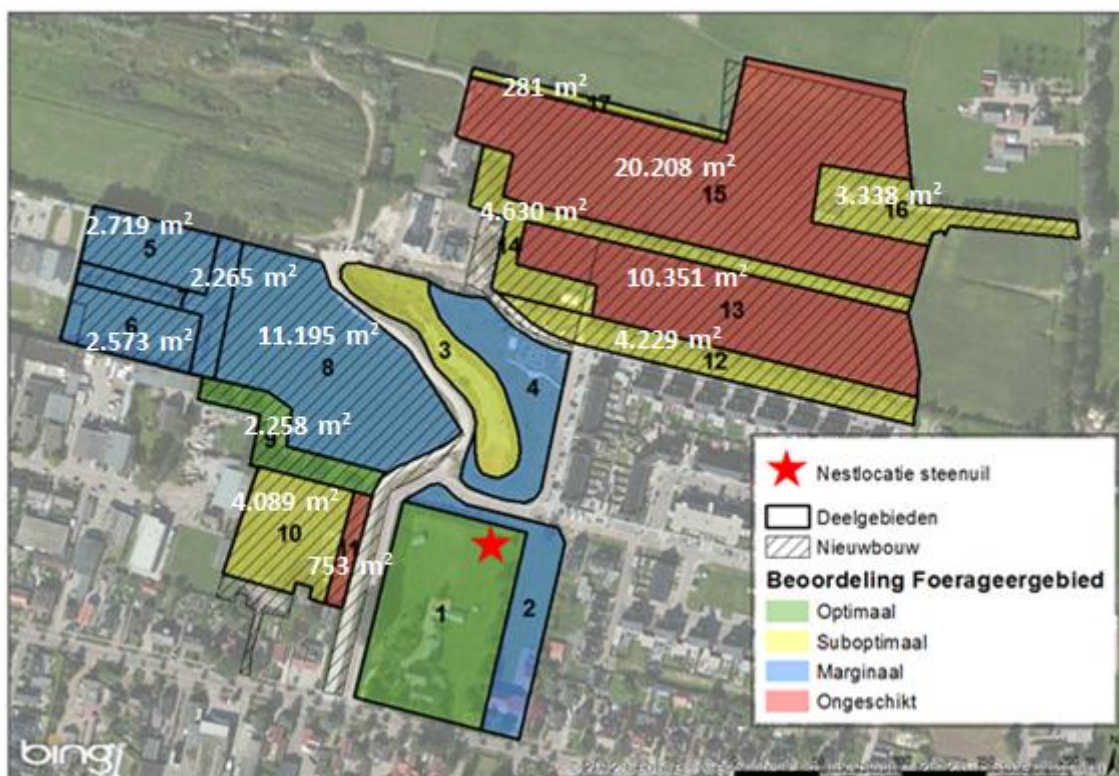 281 m²
17
20.208 m²
15
3.338 m²
16
4.630 m²
14
2.719 m²
5
2.265 m²
7
10.351 m²
13
6
2.573 m²
11.195 m²
8
3
4
4.229 m²
12
2.258 m²
9
4.089 m²
10
11
753 m²
1
2
Nestlocatie steenuil
Deelgebieden
Nieuwbouw
Beoordeling Foerageergebied
Optimaal
Suboptimaal
Marginaal
Ongeschikt
bing